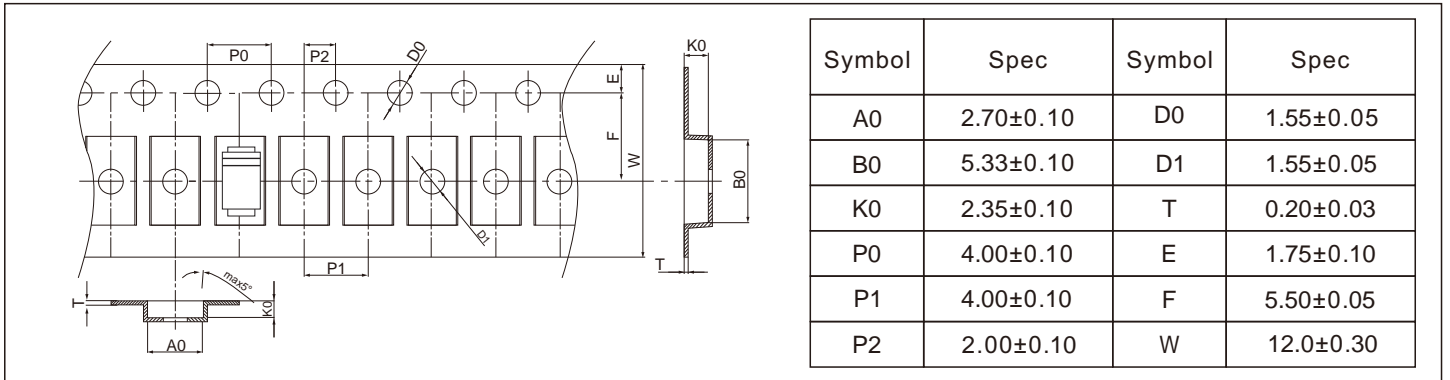 P0
P2
D0
E
F
W
D1
P1
T
max5°
K0
A0
K0
B0
T
Symbol Spec Symbol Spec
A0 2.70±0.10 D0 1.55±0.05
B0 5.33±0.10 D1 1.55±0.05
K0 2.35±0.10 T 0.20±0.03
P0 4.00±0.10 E 1.75±0.10
P1 4.00±0.10 F 5.50±0.05
P2 2.00±0.10 W 12.0±0.30